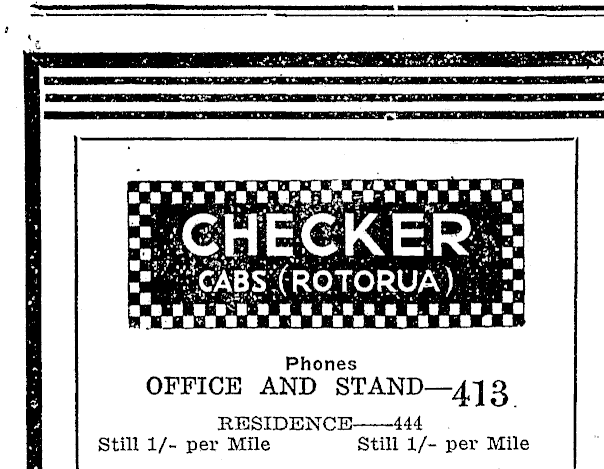 CHECKER
CABS (ROTORUA)
Phones
OFFICE AND STAND—413
RESIDENCE——444
Still 1/- per Mile Still 1/- per Mile